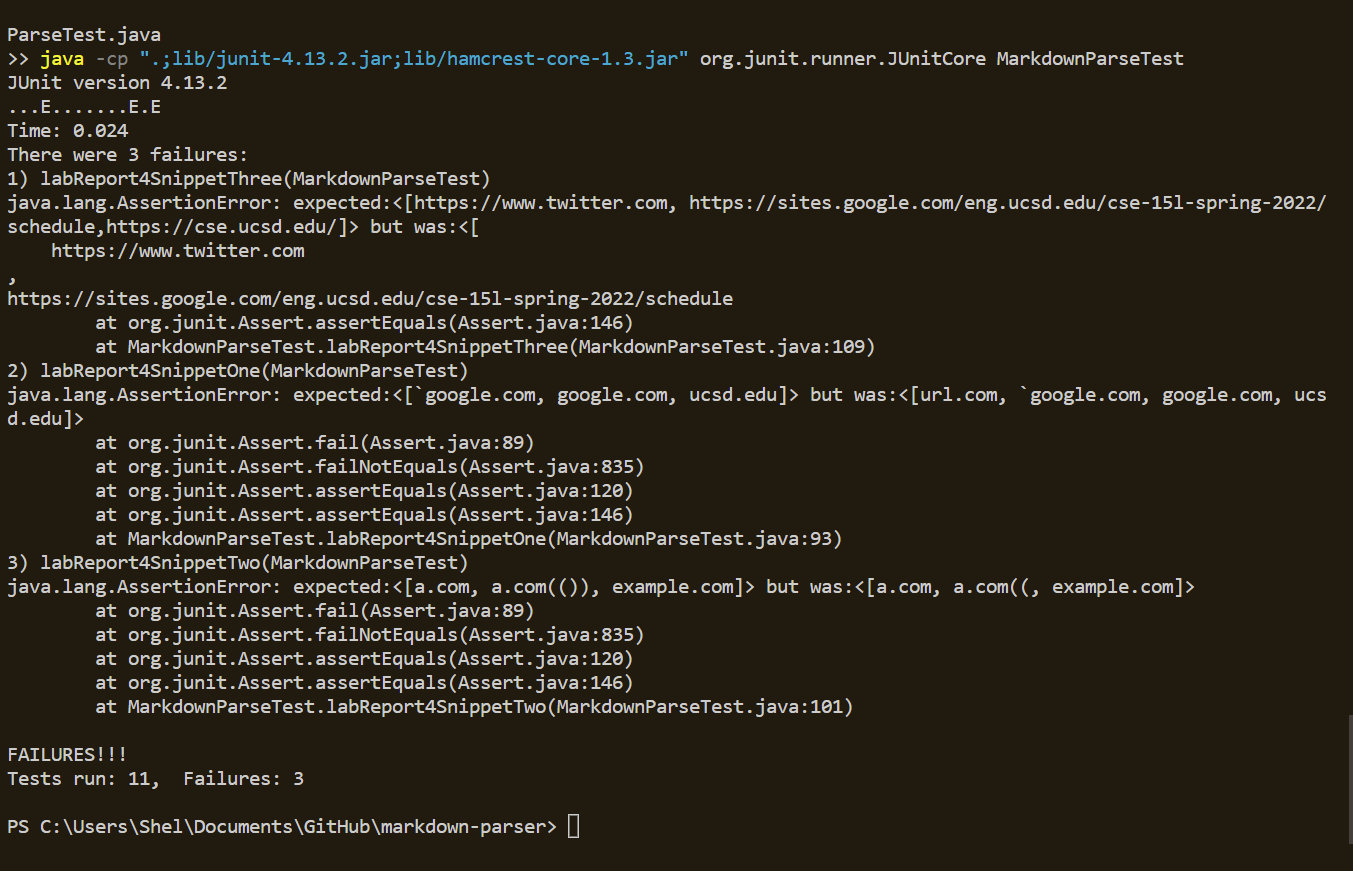 ParseTest.java
>> java -cp ".;lib/junit-4.13.2.jar;lib/hamcrest-core-1.3.jar" org.junit.runner.JUnitCore MarkdownParseTest
JUnit version 4.13.2
...E.......E.E
Time: 0.024
There were 3 failures:
1) labReport4SnippetThree(MarkdownParseTest)
java.lang.AssertionError: expected:<[https://www.twitter.com, https://sites.google.com/eng.ucsd.edu/cse-15l-spring-2022/
schedule,https://cse.ucsd.edu/]> but was:<[
    https://www.twitter.com
,
https://sites.google.com/eng.ucsd.edu/cse-15l-spring-2022/schedule
        at org.junit.Assert.assertEquals(Assert.java:146)
        at MarkdownParseTest.labReport4SnippetThree(MarkdownParseTest.java:109)
2) labReport4SnippetOne(MarkdownParseTest)
java.lang.AssertionError: expected:<[`google.com, google.com, ucsd.edu]> but was:<[url.com, `google.com, google.com, ucs
d.edu]>
        at org.junit.Assert.fail(Assert.java:89)
        at org.junit.Assert.failNotEquals(Assert.java:835)
        at org.junit.Assert.assertEquals(Assert.java:120)
        at org.junit.Assert.assertEquals(Assert.java:146)
        at MarkdownParseTest.labReport4SnippetOne(MarkdownParseTest.java:93)
3) labReport4SnippetTwo(MarkdownParseTest)
java.lang.AssertionError: expected:<[a.com, a.com(()), example.com]> but was:<[a.com, a.com((, example.com]>
        at org.junit.Assert.fail(Assert.java:89)
        at org.junit.Assert.failNotEquals(Assert.java:835)
        at org.junit.Assert.assertEquals(Assert.java:120)
        at org.junit.Assert.assertEquals(Assert.java:146)
        at MarkdownParseTest.labReport4SnippetTwo(MarkdownParseTest.java:101)

FAILURES!!!
Tests run: 11,  Failures: 3

PS C:\Users\Shel\Documents\GitHub\markdown-parser>